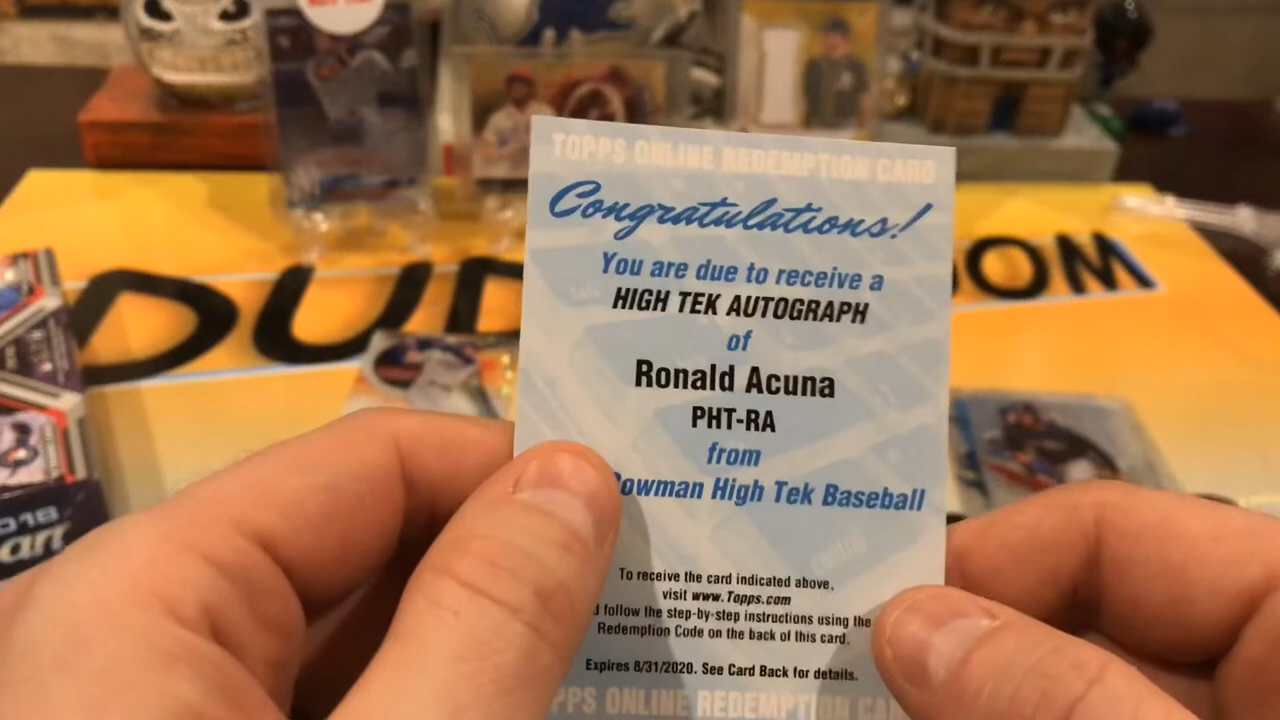 TOPPS ONLINE REDEMPTION CARD
Congratulations!
You are due to receive a
HIGH TEK AUTOGRAPH
of
Ronald Acuna
PHT-RA
from
Bowman High Tek Baseball
To receive the card indicated above,
visit www.Topps.com
follow the step-by-step instructions using the
Redemption Code on the back of this card.
Expires 8/31/2020. See Card Back for details.
TOPPS ONLINE REDEMPTION CARD
DUD
OM